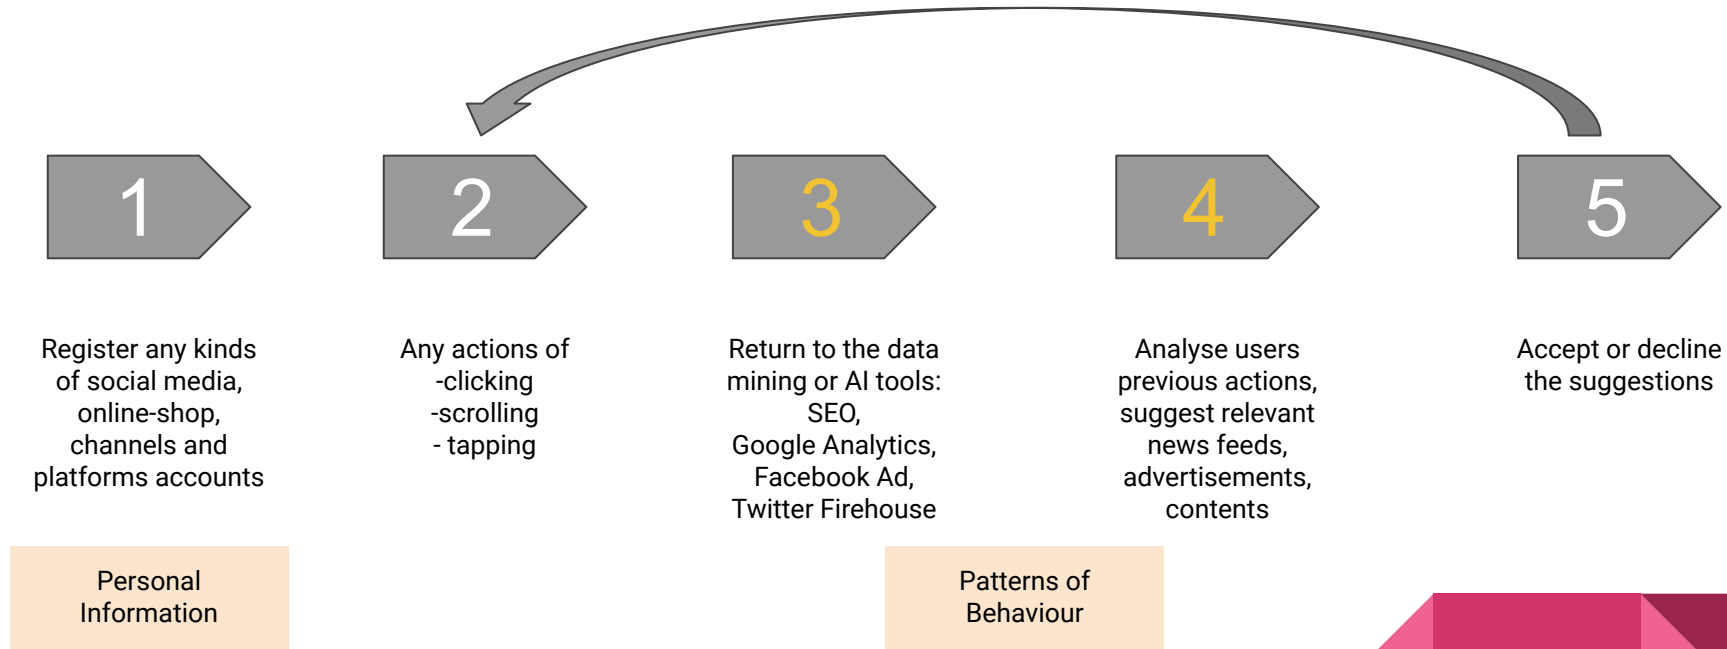 1
2
3
4
5
Register any kinds
of social media,
online-shop,
channels and
platforms accounts
Any actions of
-clicking
-scrolling
- tapping
Return to the data
mining or AI tools:
SEO,
Google Analytics,
Facebook Ad,
Twitter Firehouse
Analyse users
previous actions,
suggest relevant
news feeds,
advertisements,
contents
Accept or decline
the suggestions
Personal
Information
Patterns of
Behaviour